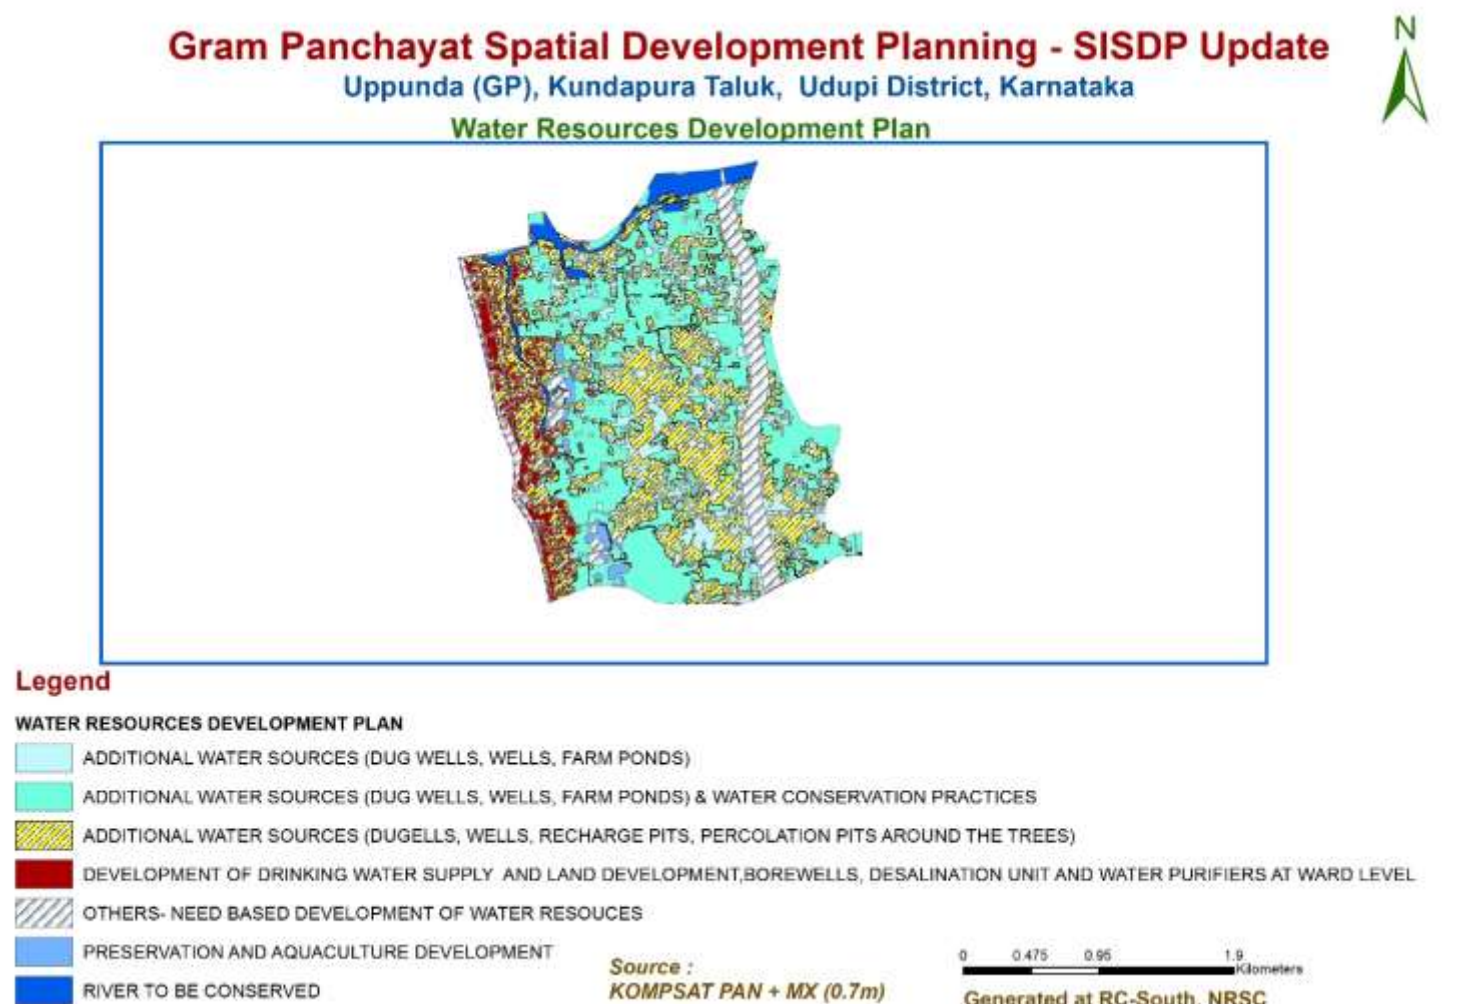 Gram Panchayat Spatial Development Planning - SISDP Update
N
Uppunda (GP), Kundapura Taluk, Udupi District, Karnataka
Water Resources Development Plan
Legend
WATER RESOURCES DEVELOPMENT PLAN
ADDITIONAL WATER SOURCES (DUG WELLS, WELLS, FARM PONDS)
ADDITIONAL WATER SOURCES (DUG WELLS, WELLS, FARM PONDS) & WATER CONSERVATION PRACTICES
ADDITIONAL WATER SOURCES (DUGELLS, WELLS, RECHARGE PITS, PERCOLATION PITS AROUND THE TREES)
DEVELOPMENT OF DRINKING WATER SUPPLY AND LAND DEVELOPMENT,BOREWELLS, DESALINATION UNIT AND WATER PURIFIERS AT WARD LEVEL
OTHERS- NEED BASED DEVELOPMENT OF WATER RESOUCES
PRESERVATION AND AQUACULTURE DEVELOPMENT
RIVER TO BE CONSERVED
Source :
KOMPSAT PAN + MX (0.7m)
0 0.475 0.95 1.9
Kilometers
Generated at RC-South, NRSC